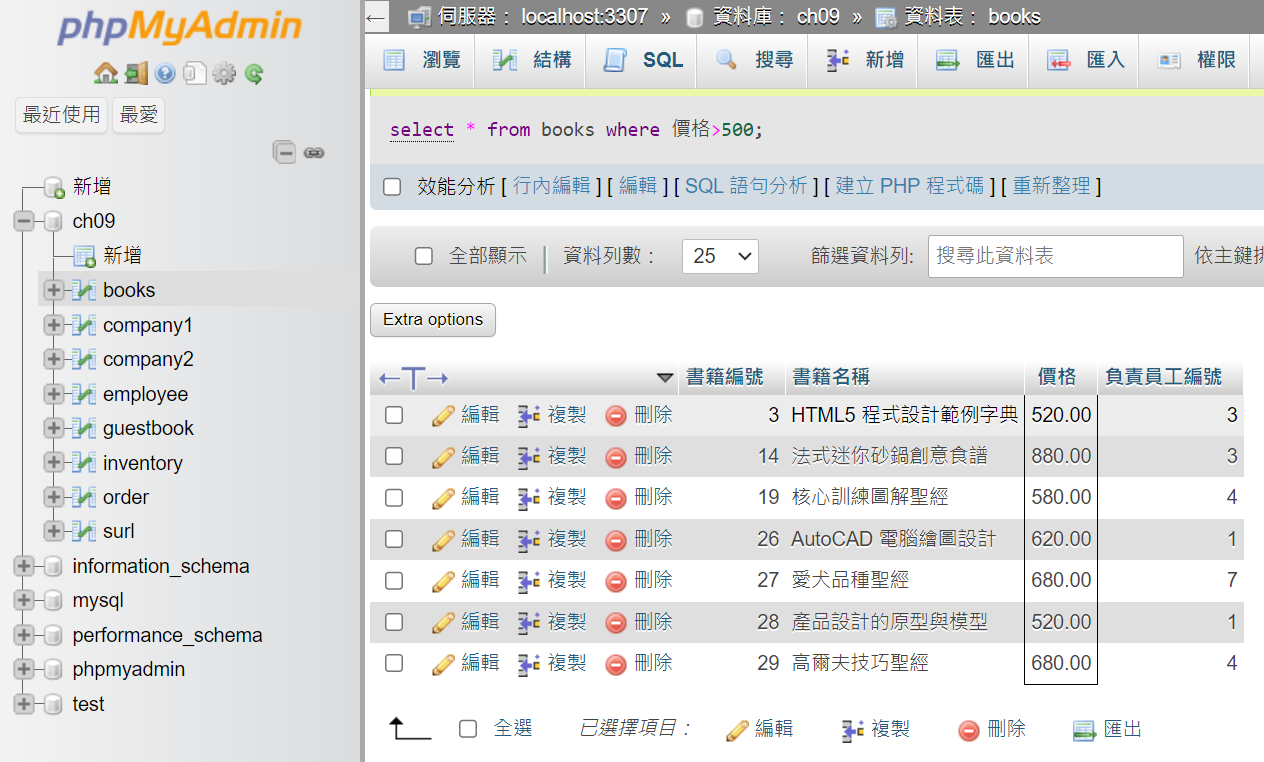 phpMyAdmin
最近使用 最愛
新增
ch09
新增
books
company1
company2
employee
guestbook
inventory
order
surl
information_schema
mysql
performance_schema
phpmyadmin
test
伺服器： localhost:3307 » 資料庫： ch09 » 資料表： books
瀏覽 結構 SQL 搜尋 新增 匯出 匯入 權限
select * from books where 價格>500;
效能分析 [ 行內編輯 ] [ 編輯 ] [ SQL 語句分析 ] [ 建立 PHP 程式碼 ] [ 重新整理 ]
全部顯示 資料列數： 25 篩選資料列: 搜尋此資料表 依主鍵排
Extra options
←T→ 書籍編號 書籍名稱 價格 負責員工編號
編輯 複製 刪除 3 HTML5 程式設計範例字典 520.00 3
編輯 複製 刪除 14 法式迷你砂鍋創意食譜 880.00 3
編輯 複製 刪除 19 核心訓練圖解聖經 580.00 4
編輯 複製 刪除 26 AutoCAD 電腦繪圖設計 620.00 1
編輯 複製 刪除 27 愛犬品種聖經 680.00 7
編輯 複製 刪除 28 產品設計的原型與模型 520.00 1
編輯 複製 刪除 29 高爾夫技巧聖經 680.00 4
全選 已選擇項目： 編輯 複製 刪除 匯出